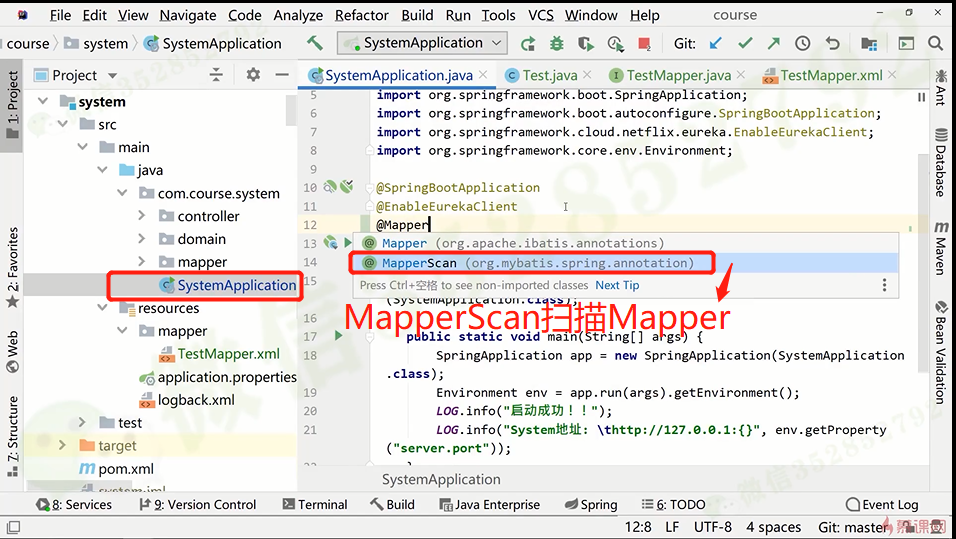 File Edit View Navigate Code Analyze Refactor Build Run Tools VCS Window Help course
course system SystemApplication SystemApplication Git:
Project
SystemApplication.java Test.java TestMapper.java TestMapper.xml
1: Project
2: Favorites
Web
7: Structure
Ant
Database
Maven
Bean Validation
system
src
main
java
com.course.system
controller
domain
mapper
SystemApplication
resources
mapper
TestMapper.xml
application.properties
logback.xml
test
target
pom.xml
system.iml
5 import org.springframework.boot.SpringApplication;
6 import org.springframework.boot.autoconfigure.SpringBootApplication;
7 import org.springframework.cloud.netflix.eureka.EnableEurekaClient;
8 import org.springframework.core.env.Environment;
9
10 @SpringBootApplication
11 @EnableEurekaClient
12 @Mapper
13 Mapper (org.apache.ibatis.annotations)
14 MapperScan (org.mybatis.spring.annotation)
Press Ctrl+空格 to see non-imported classes Next Tip
15
(SystemApplication.class);
MapperScan扫描Mapper
16
17 public static void main(String[] args) {
18 SpringApplication app = new SpringApplication(SystemApplication
.class);
19 Environment env = app.run(args).getEnvironment();
20 LOG.info("启动成功！！");
21 LOG.info("System地址: \thttp://127.0.0.1:{}", env.getProperty
("server.port"));
SystemApplication
8: Services 9: Version Control Terminal Build Java Enterprise Spring 6: TODO Event Log
12:8 LF UTF-8 4 spaces Git: master
慕课网